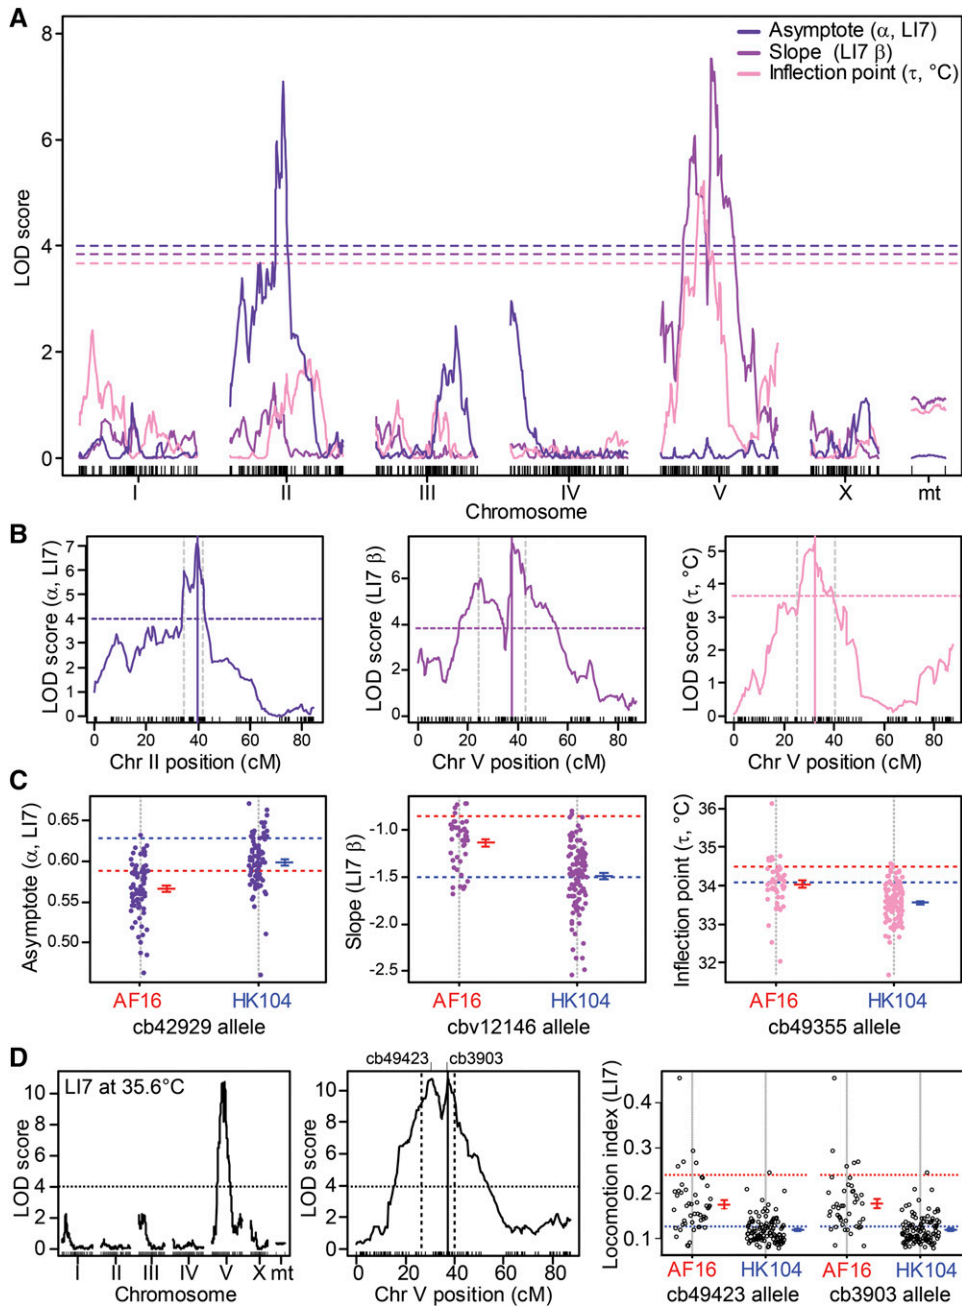 A
Asymptote (α, LI7)
Slope (LI7 β)
Inflection point (τ, °C)
8
6
4
2
0
LOD score
I II III IV V X mt
Chromosome
B
LOD score (α, LI7)
7
6
5
4
3
2
1
0
0 20 40 60 80
Chr II position (cM)
LOD score (LI7 β)
6
4
2
0
0 20 40 60 80
Chr V position (cM)
LOD score (τ, °C)
5
4
3
2
1
0
0 20 40 60 80
Chr V position (cM)
C
Asymptote (α, LI7)
0.65
0.60
0.55
0.50
AF16 HK104
cb42929 allele
Slope (LI7 β)
-1.0
-1.5
-2.0
-2.5
AF16 HK104
cbv12146 allele
Inflection point (τ, °C)
36
35
34
33
32
AF16 HK104
cb49355 allele
D
LI7 at 35.6°C
LOD score
10
8
6
4
2
0
I II III IV V X mt
Chromosome
cb49423 cb3903
LOD score
10
8
6
4
2
0
0 20 40 60 80
Chr V position (cM)
Locomotion index (LI7)
0.4
0.3
0.2
0.1
AF16 HK104 AF16 HK104
cb49423 allele cb3903 allele